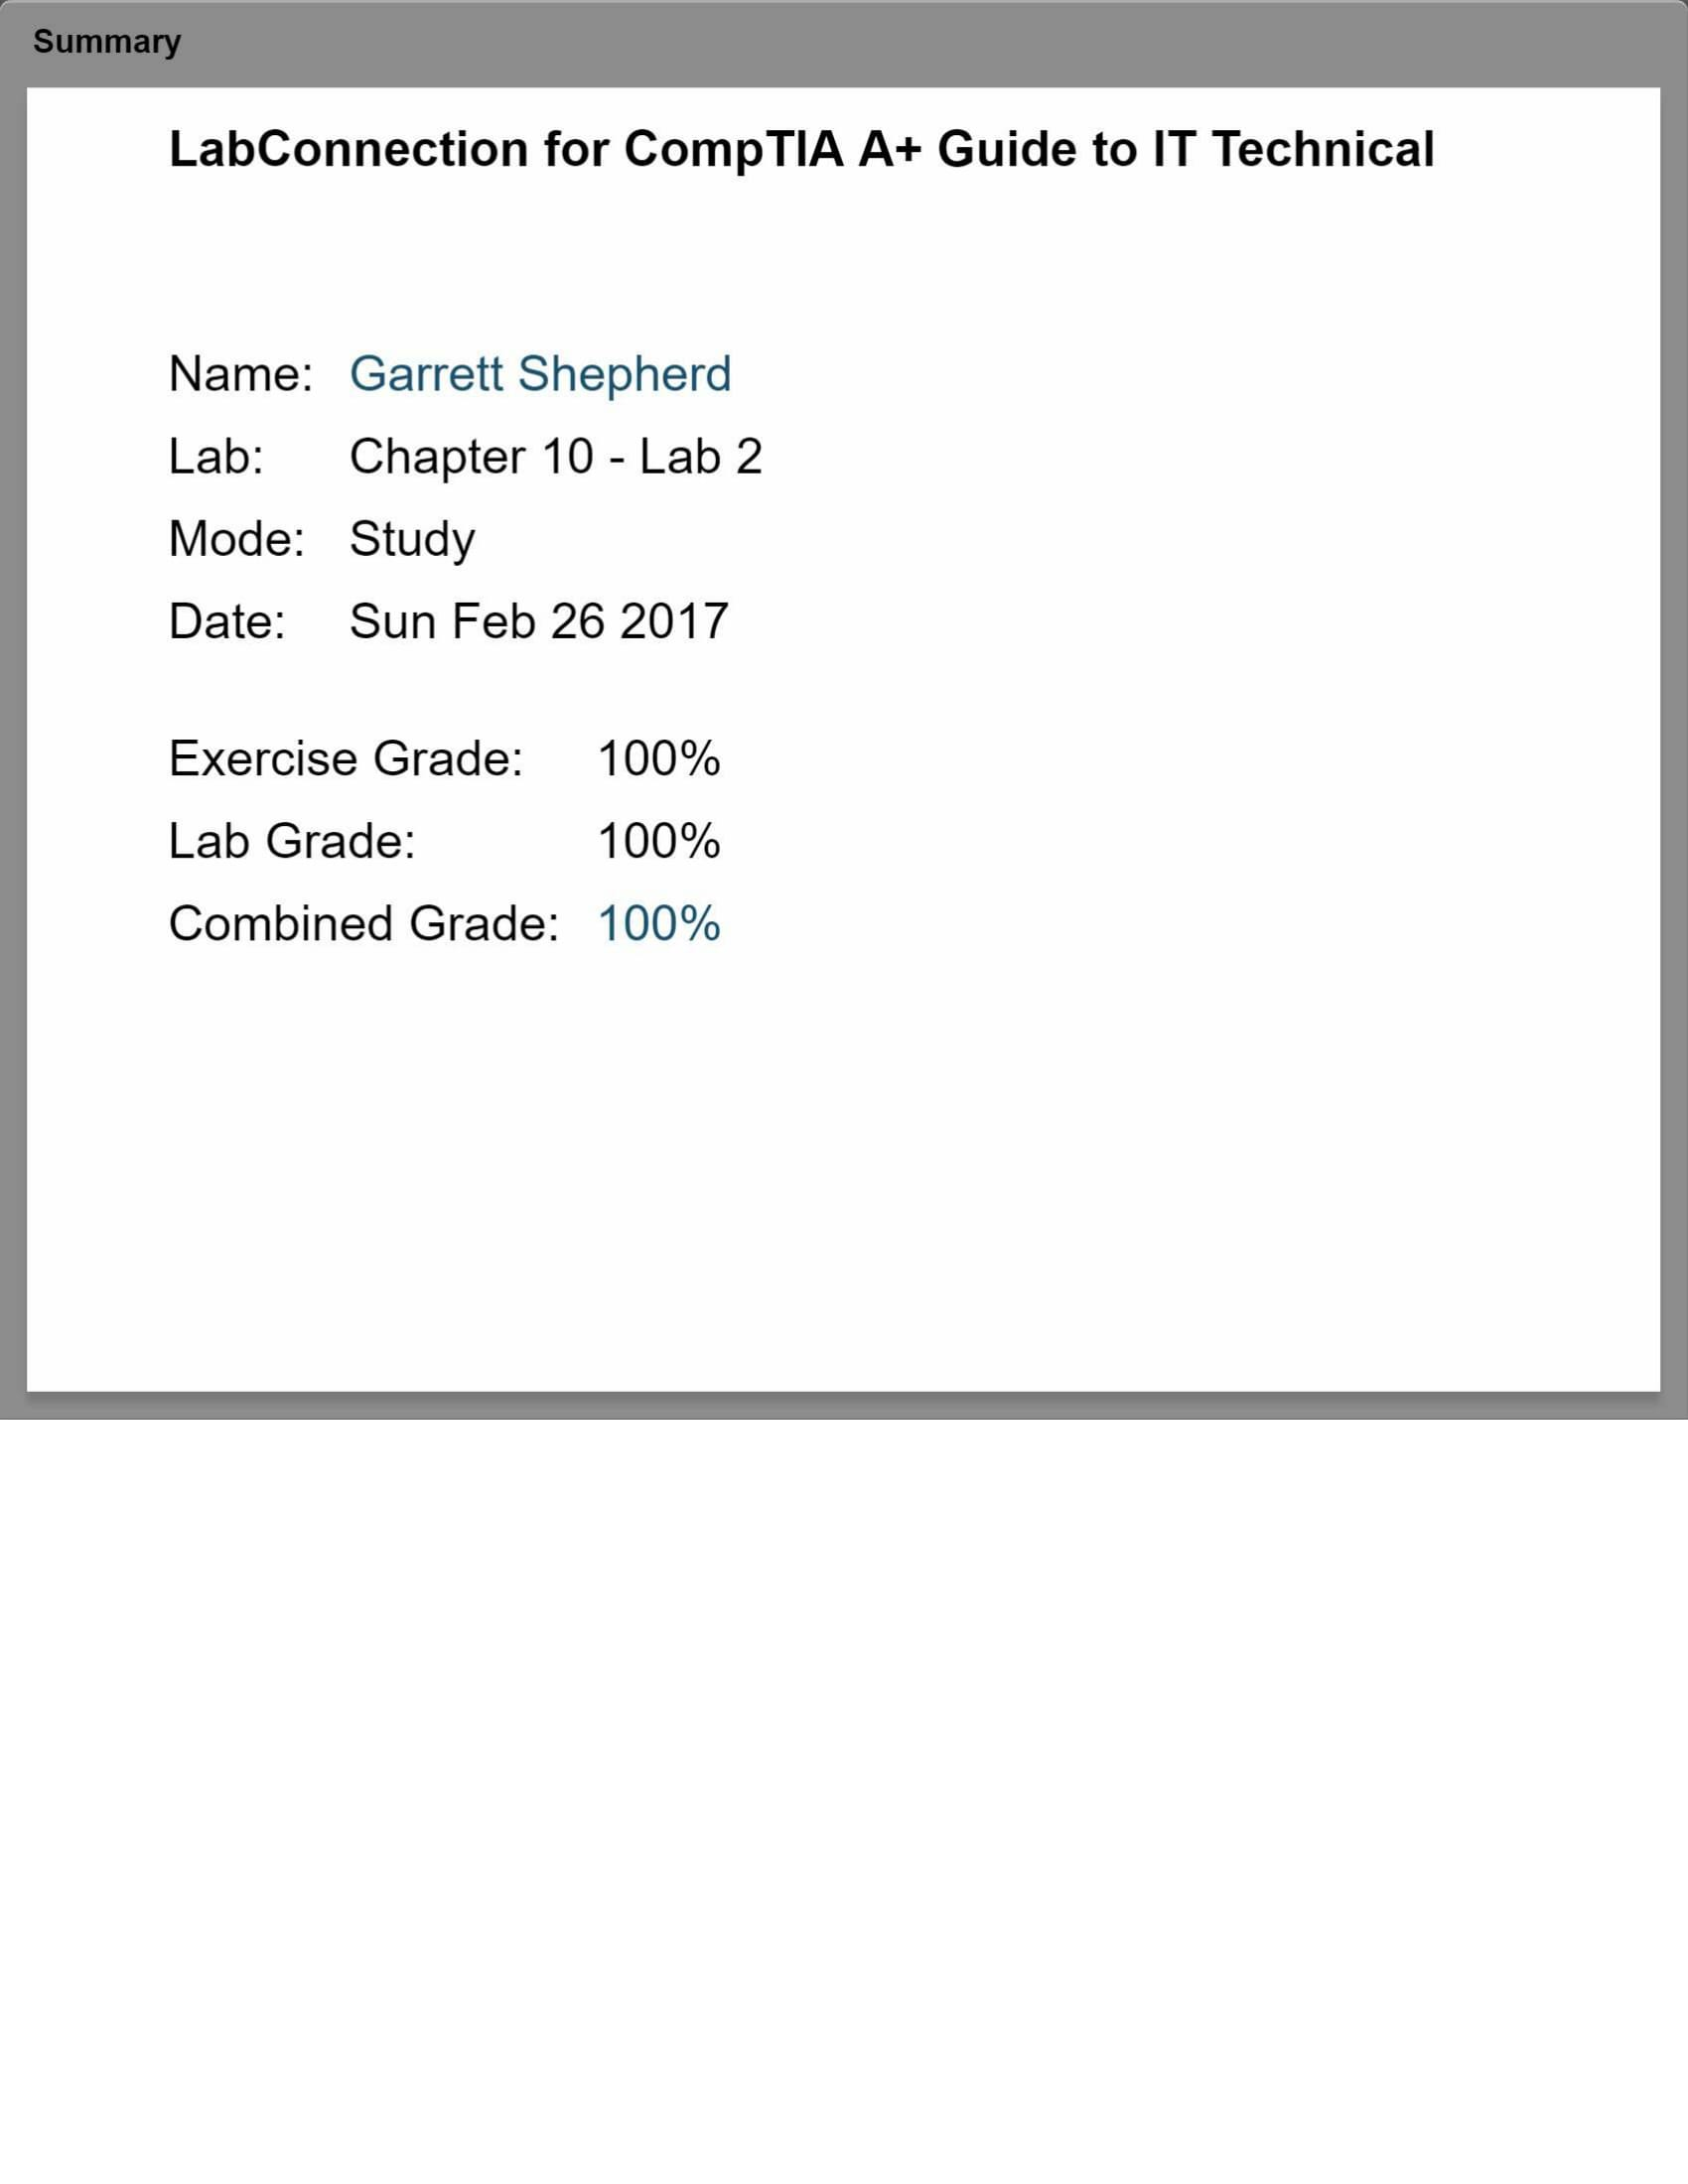 Summary
LabConnection for CompTIA A+ Guide to IT Technical
Name: Garrett Shepherd
Lab: Chapter 10 - Lab 2
Mode: Study
Date: Sun Feb 26 2017
Exercise Grade: 100%
Lab Grade: 100%
Combined Grade: 100%